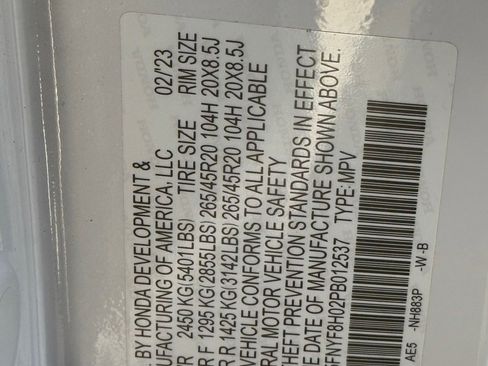 . BY HONDA DEVELOPMENT & 02/23
UFACTURING OF AMERICA, LLC
R 2450 KG(5401LBS) TIRE SIZE RIM SIZE
R F 1295 KG(2855LBS) 265/45R20 104H 20X8.5J
R R 1425 KG(3142LBS) 265/45R20 104H 20X8.5J
VEHICLE CONFORMS TO ALL APPLICABLE
RAL MOTOR VEHICLE SAFETY
THEFT PREVENTION STANDARDS IN EFFECT
E DATE OF MANUFACTURE SHOWN ABOVE.
FNYF8H02PB012537 TYPE: MPV
AE5 -NH883P -W -B